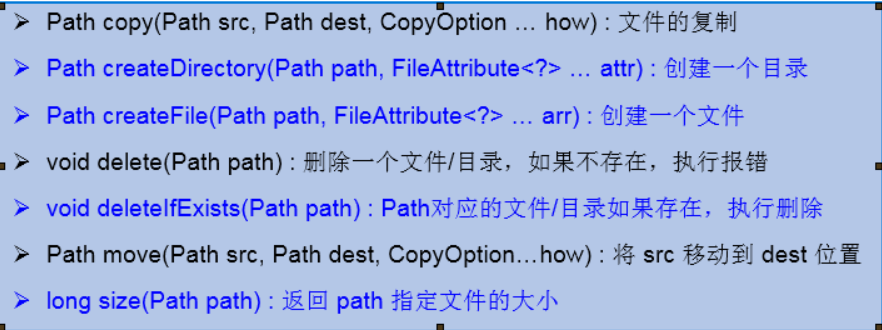 ➢ Path copy(Path src, Path dest, CopyOption … how) : 文件的复制
➢ Path createDirectory(Path path, FileAttribute<?> … attr) : 创建一个目录
➢ Path createFile(Path path, FileAttribute<?> … arr) : 创建一个文件
➢ void delete(Path path) : 删除一个文件/目录，如果不存在，执行报错
➢ void deleteIfExists(Path path) : Path对应的文件/目录如果存在，执行删除
➢ Path move(Path src, Path dest, CopyOption…how) : 将 src 移动到 dest 位置
➢ long size(Path path) : 返回 path 指定文件的大小